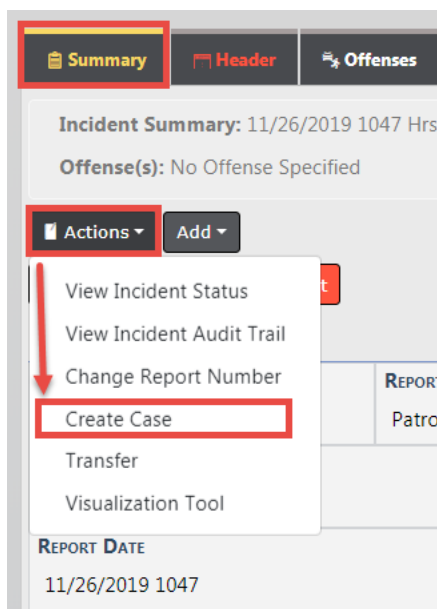 Summary Header Offenses
Incident Summary: 11/26/2019 1047 Hrs
Offense(s): No Offense Specified
Actions Add
View Incident Status
View Incident Audit Trail
Change Report Number
Create Case
Transfer
Visualization Tool
REPORT DATE
11/26/2019 1047